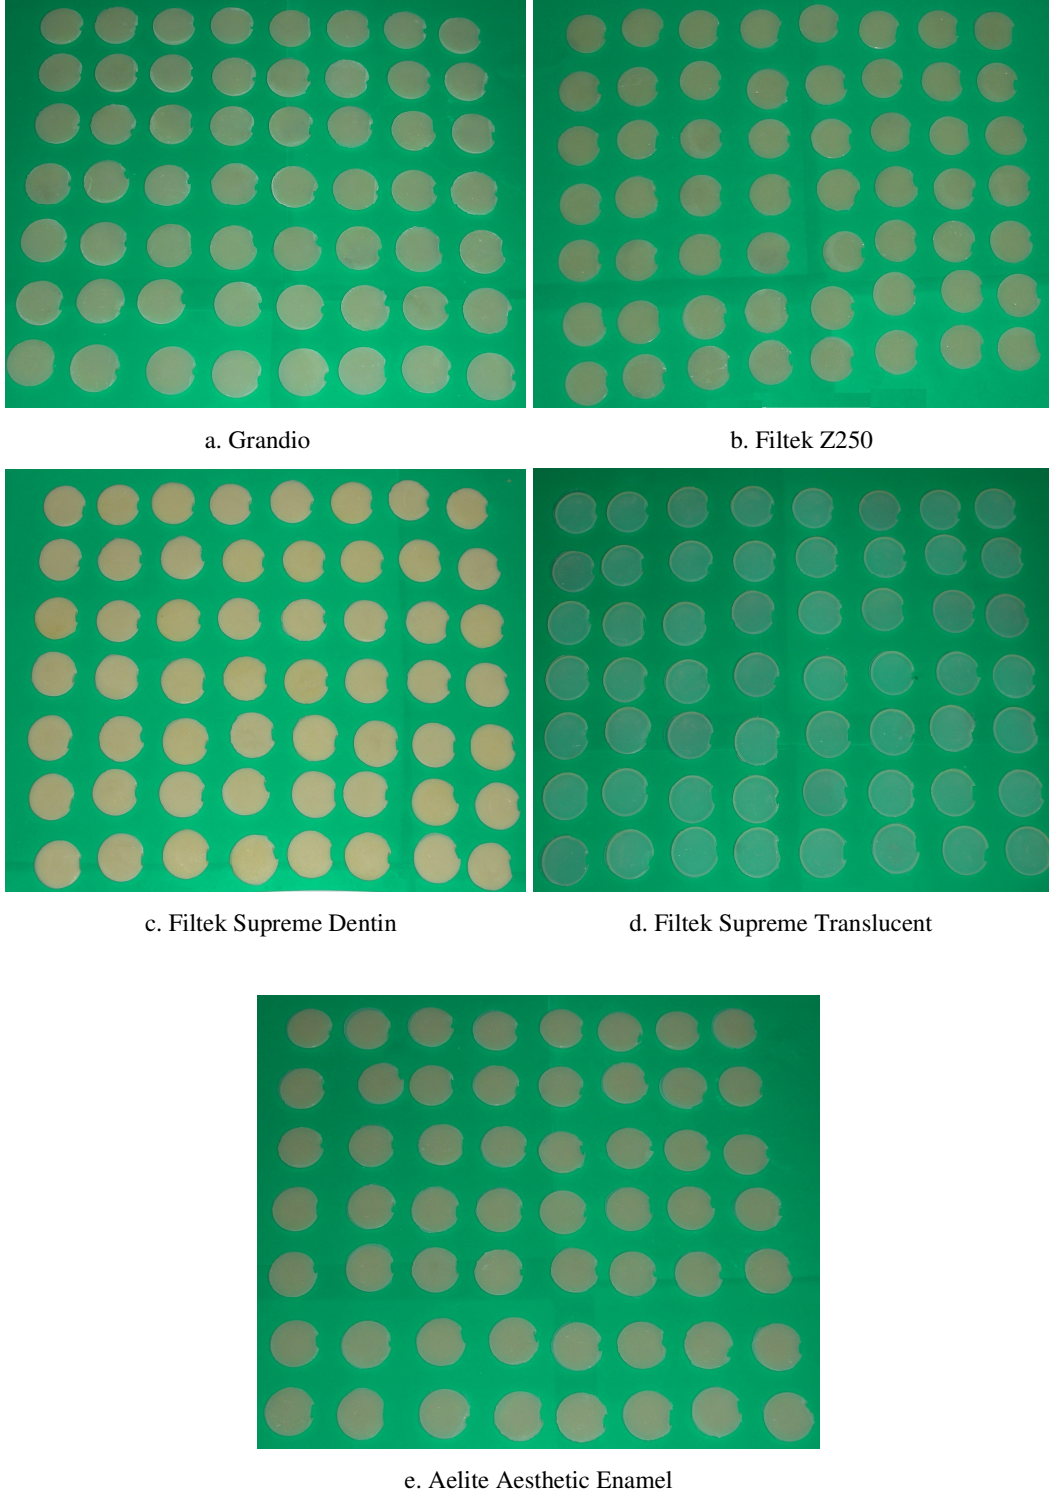 a. Grandio
b. Filtek Z250
c. Filtek Supreme Dentin
d. Filtek Supreme Translucent
e. Aelite Aesthetic Enamel